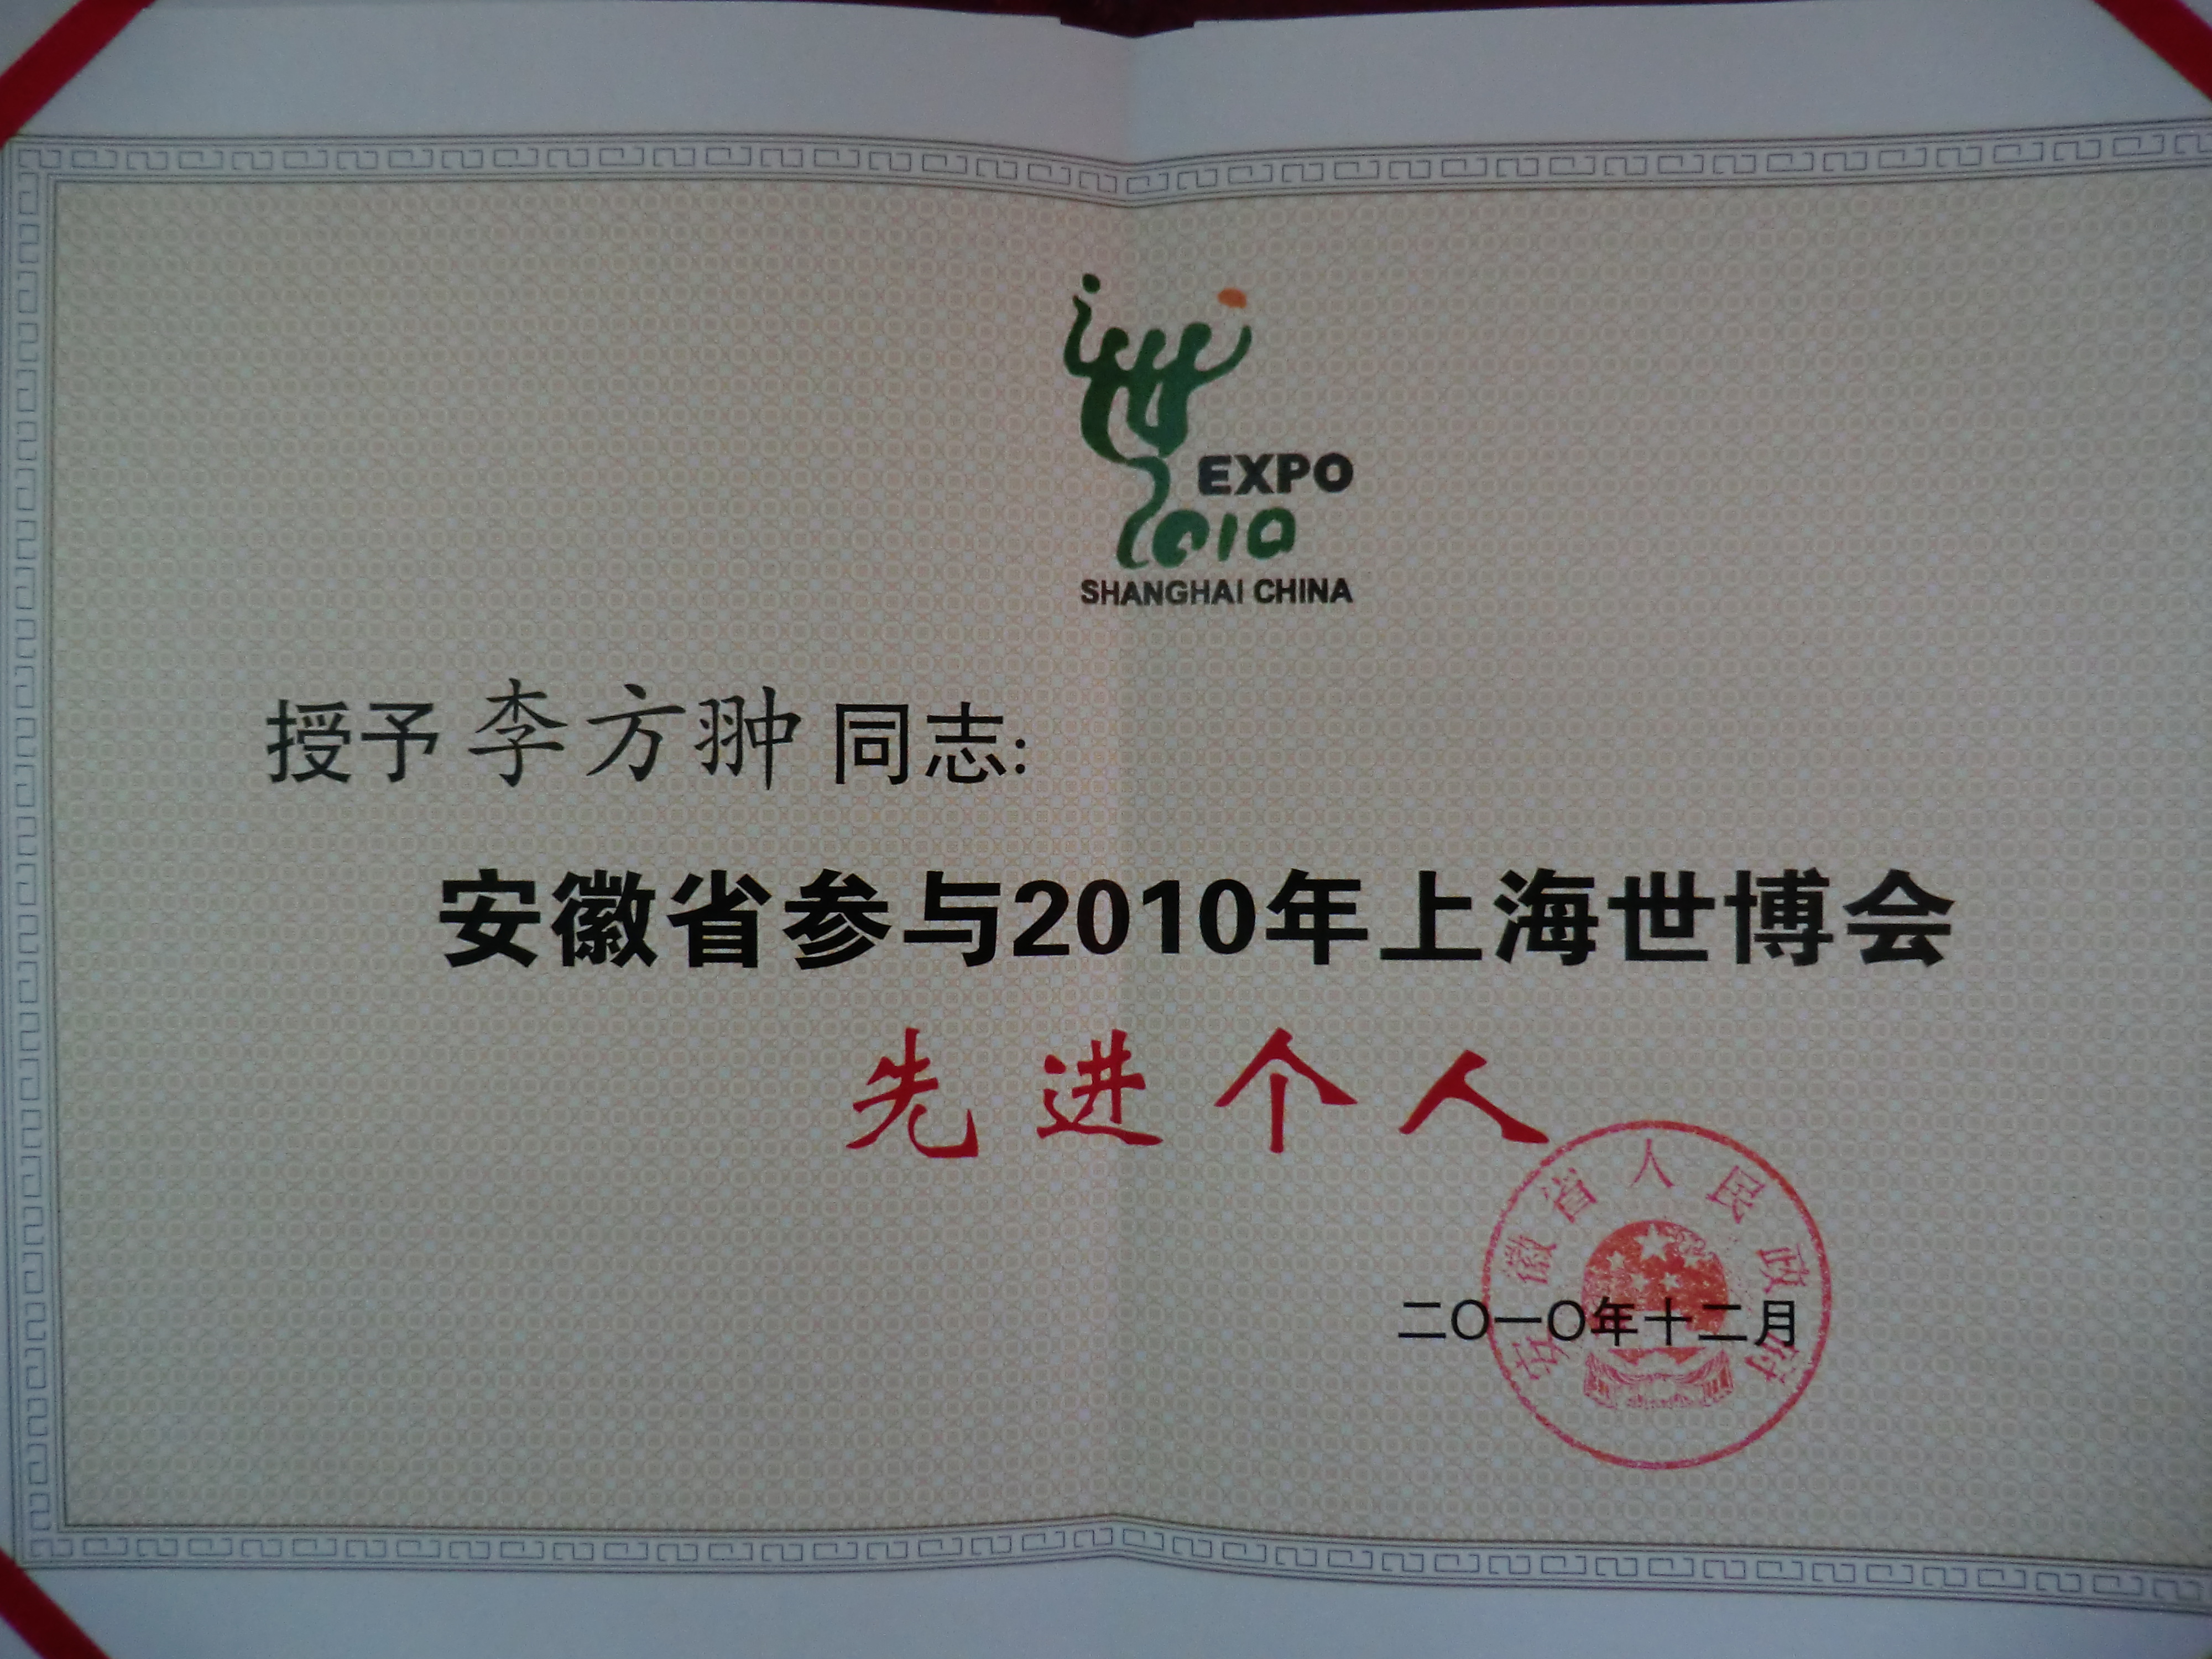 EXPO
2010
SHANGHAI CHINA
授予 李方翀 同志:
安徽省参与2010年上海世博会
先进个人
安徽省人民政府
二〇一〇年十二月